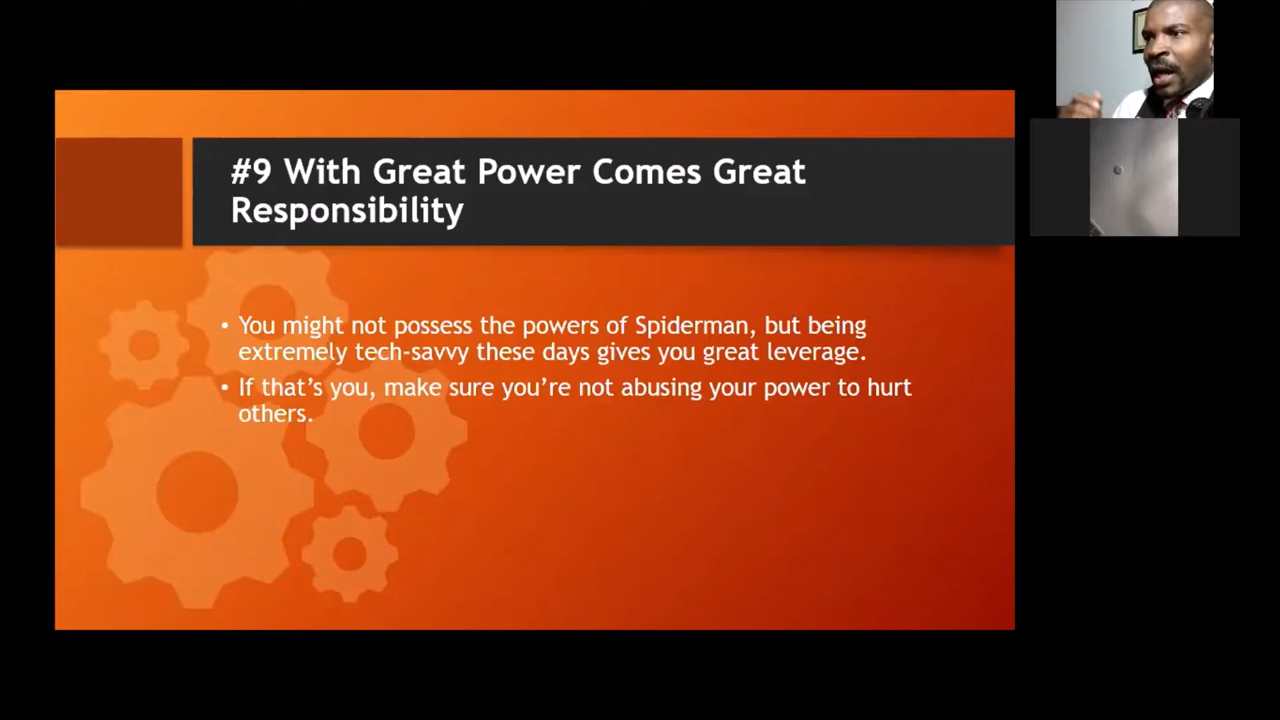 #9 With Great Power Comes Great
Responsibility
• You might not possess the powers of Spiderman, but being
extremely tech-savvy these days gives you great leverage.
• If that’s you, make sure you’re not abusing your power to hurt
others.